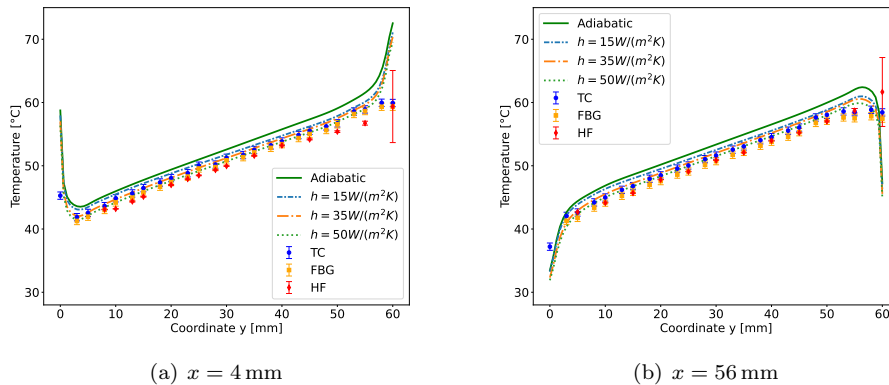 70
60
50
40
30
Temperature [°C]
0
10
20
30
40
50
60
Coordinate y [mm]
Adiabatic
h = 15W/(m²K)
h = 35W/(m²K)
h = 50W/(m²K)
TC
FBG
HF
(a) x = 4 mm
70
60
50
40
30
Temperature [°C]
0
10
20
30
40
50
60
Coordinate y [mm]
Adiabatic
h = 15W/(m²K)
h = 35W/(m²K)
h = 50W/(m²K)
TC
FBG
HF
(b) x = 56 mm